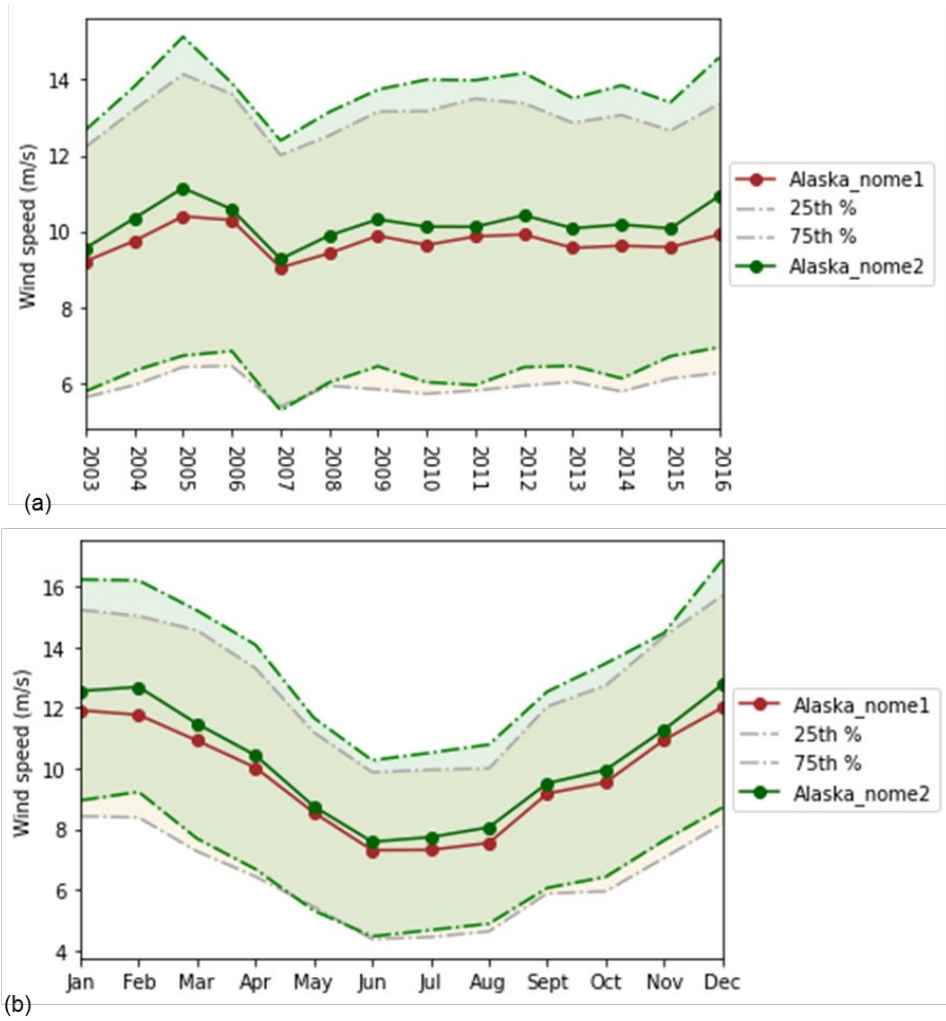 Wind speed (m/s)
14
12
10
8
6
2003 2004 2005 2006 2007 2008 2009 2010 2011 2012 2013 2014 2015 2016
Alaska_nome1
25th %
75th %
Alaska_nome2
(a)
Wind speed (m/s)
16
14
12
10
8
6
4
Jan Feb Mar Apr May Jun Jul Aug Sept Oct Nov Dec
Alaska_nome1
25th %
75th %
Alaska_nome2
(b)